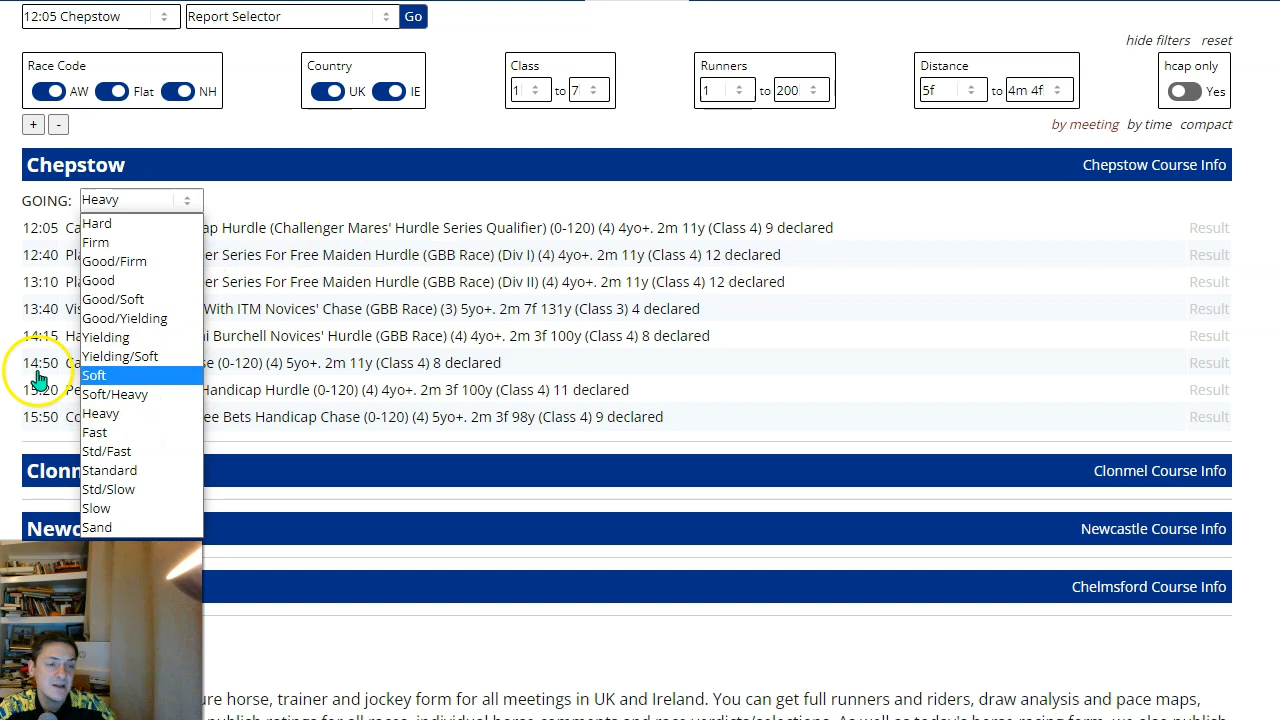 12:05 Chepstow Report Selector Go
hide filters reset
Race Code Country Class Runners Distance hcap only
AW Flat NH UK IE 1 to 7 1 to 200 5f to 4m 4f Yes
+ - by meeting by time compact
Chepstow Chepstow Course Info
GOING: Heavy
Hard
Firm
Good/Firm
Good
Good/Soft
Good/Yielding
Yielding
Yielding/Soft
Soft
Soft/Heavy
Heavy
Fast
Std/Fast
Standard
Std/Slow
Slow
Sand
12:05 Hurdle (Challenger Mares' Hurdle Series Qualifier) (0-120) (4) 4yo+. 2m 11y (Class 4) 9 declared Result
12:40 Series For Free Maiden Hurdle (GBB Race) (Div I) (4) 4yo+. 2m 11y (Class 4) 12 declared Result
13:10 Series For Free Maiden Hurdle (GBB Race) (Div II) (4) 4yo+. 2m 11y (Class 4) 12 declared Result
13:40 With ITM Novices' Chase (GBB Race) (3) 5yo+. 2m 7f 131y (Class 3) 4 declared Result
14:15 Burchell Novices' Hurdle (GBB Race) (4) 4yo+. 2m 3f 100y (Class 4) 8 declared Result
14:50 (0-120) (4) 5yo+. 2m 11y (Class 4) 8 declared Result
15:20 Handicap Hurdle (0-120) (4) 4yo+. 2m 3f 100y (Class 4) 11 declared Result
15:50 Bets Handicap Chase (0-120) (4) 5yo+. 2m 3f 98y (Class 4) 9 declared Result
Clonmel Course Info
Newcastle Course Info
Chelmsford Course Info
horse, trainer and jockey form for all meetings in UK and Ireland. You can get full runners and riders, draw analysis and pace maps,